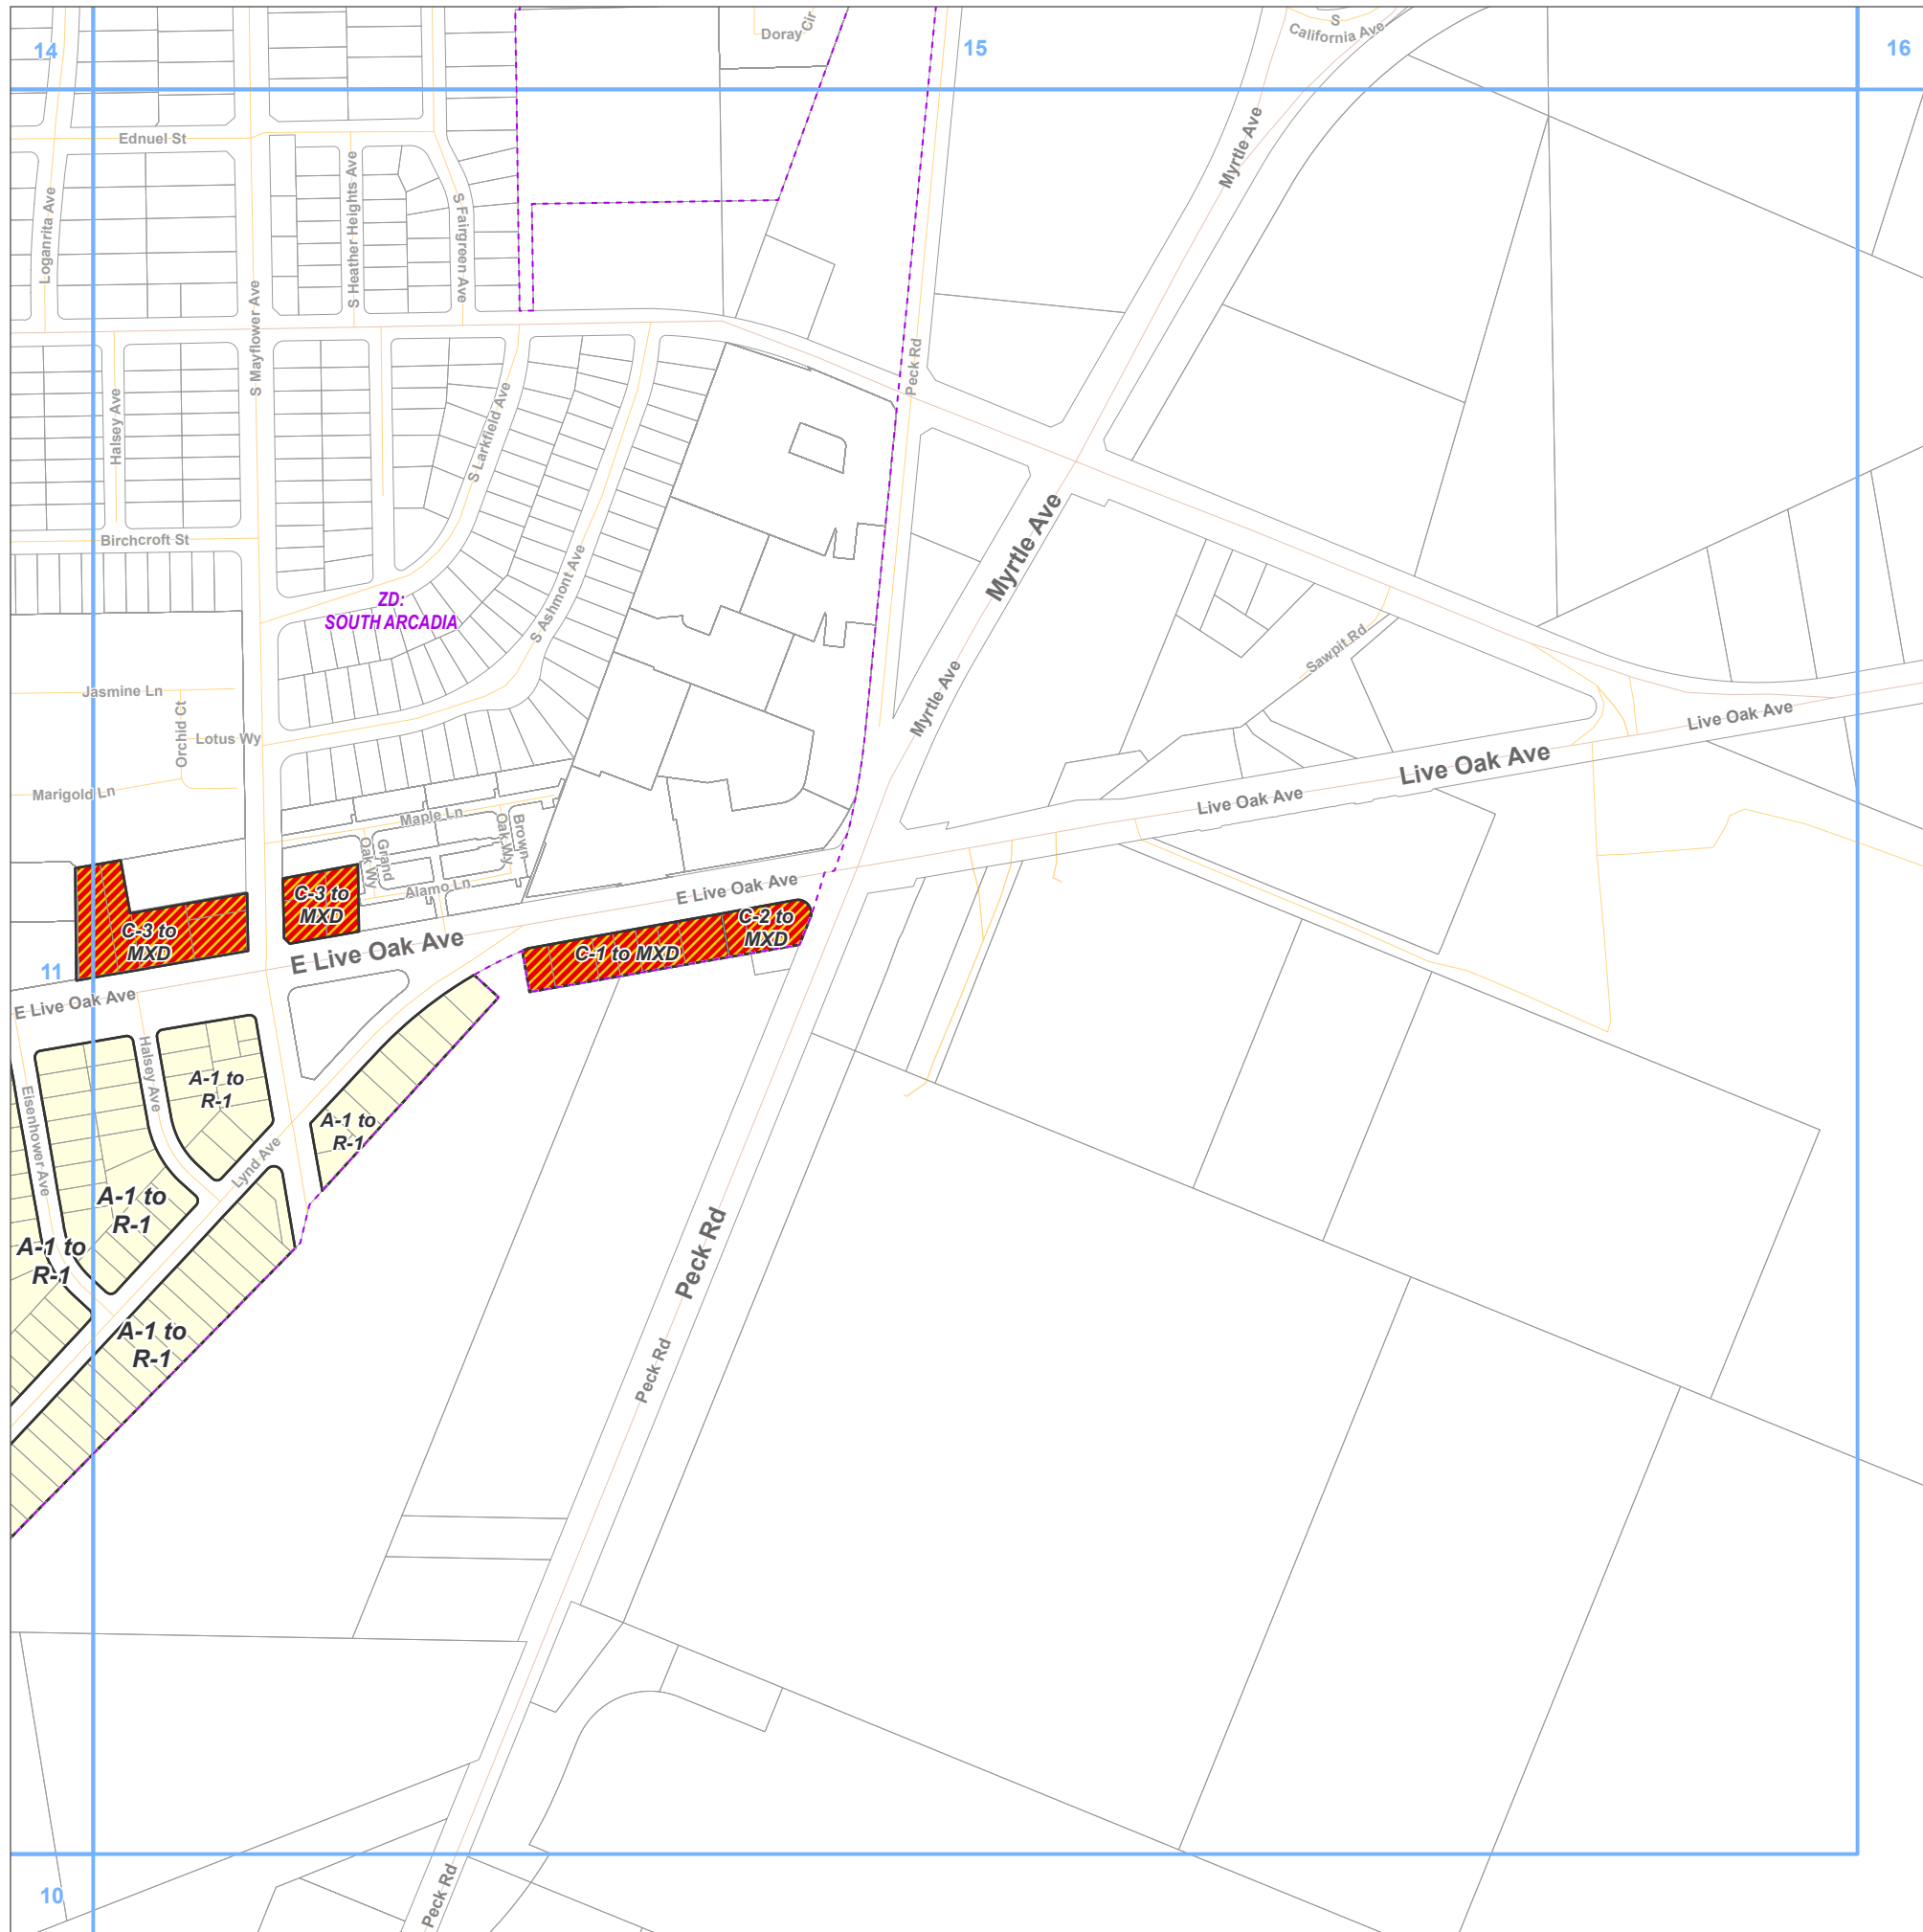 14
15
16
Doray Cir
S
California Ave
Ednuel St
Myrtle Ave
Loganrita Ave
S Heather Heights Ave
S Fairgreen Ave
S Mayflower Ave
Peck Rd
Halsey Ave
S Larkfield Ave
Birchcroft St
Myrtle Ave
S Ashmont Ave
ZD:
SOUTH ARCADIA
Sawpit Rd
Jasmine Ln
Orchid Ct
Lotus Wy
Myrtle Ave
Live Oak Ave
Live Oak Ave
Live Oak Ave
Marigold Ln
Maple Ln
Grand
Oak Wy
Brown
Oak Wy
Alamo Ln
E Live Oak Ave
C-3 to
MXD
C-3 to
MXD
C-2 to
MXD
C-1 to MXD
E Live Oak Ave
11
E Live Oak Ave
Halsey Ave
Eisenhower Ave
A-1 to
R-1
A-1 to
R-1
Lynd Ave
A-1 to
R-1
A-1 to
R-1
A-1 to
R-1
Peck Rd
Peck Rd
Peck Rd
10